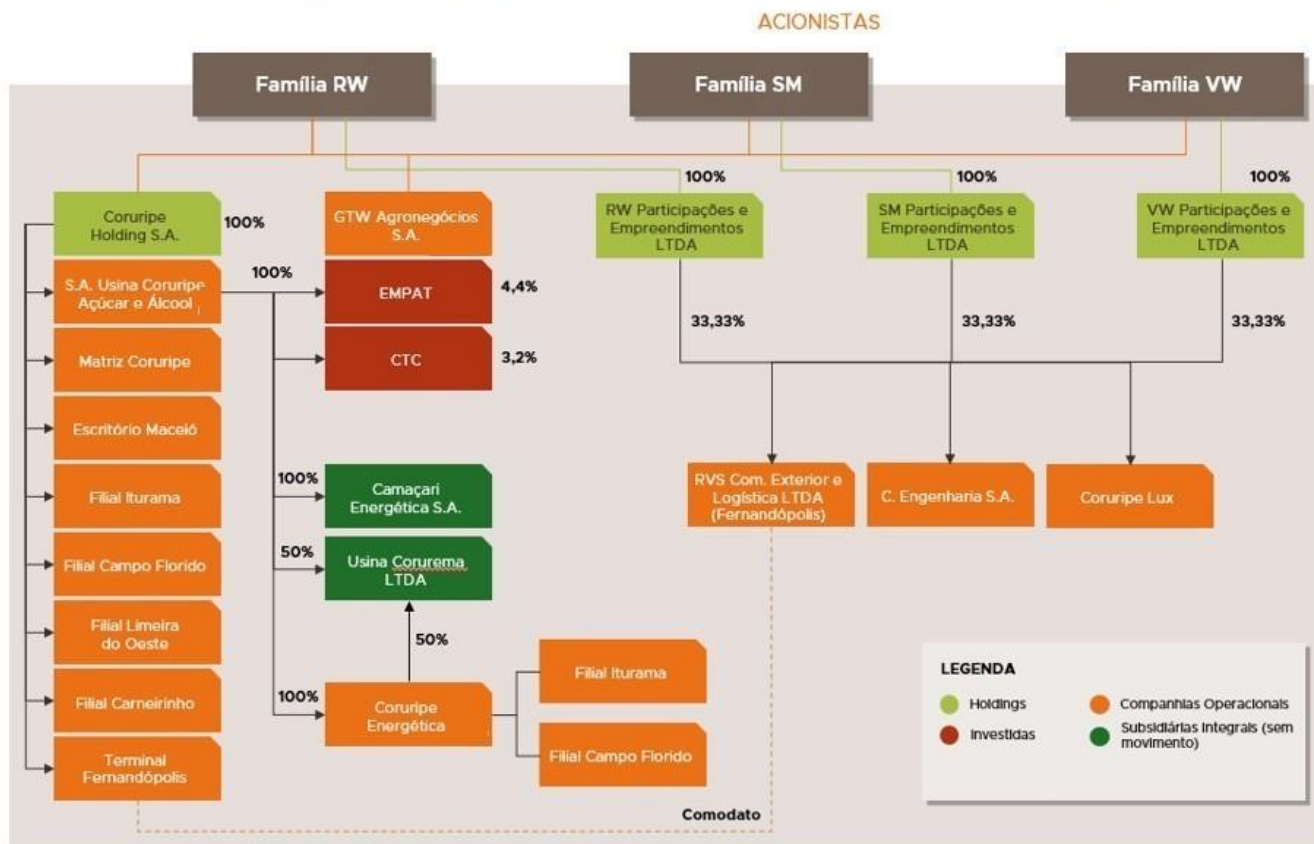 ACIONISTAS
Família RW
Família SM
Família VW
100%
100%
100%
Coruripe
Holding S.A.
100%
GTW Agronegócios
S.A.
RW Participações e
Empreendimentos
LTDA
SM Participações e
Empreendimentos
LTDA
VW Participações e
Empreendimentos
LTDA
S.A. Usina Coruripe
Açúcar e Álcool
100%
EMPAT
4,4%
33,33%
33,33%
33,33%
Matriz Coruripe
CTC
3,2%
Escritório Maceió
Filial Iturama
100%
Camaçari
Energética S.A.
RVS Com. Exterior e
Logística LTDA
(Fernandópolis)
C. Engenharia S.A.
Coruripe Lux
Filial Campo Florido
50%
Usina Corurema
LTDA
Filial Limeira
do Oeste
50%
Filial Carneirinho
100%
Coruripe
Energética
Filial Iturama
Filial Campo Florido
Terminal
Fernandópolis
Comodato
LEGENDA
Holdings
Companhias Operacionais
Investidas
Subsidiárias Integrais (sem
movimento)